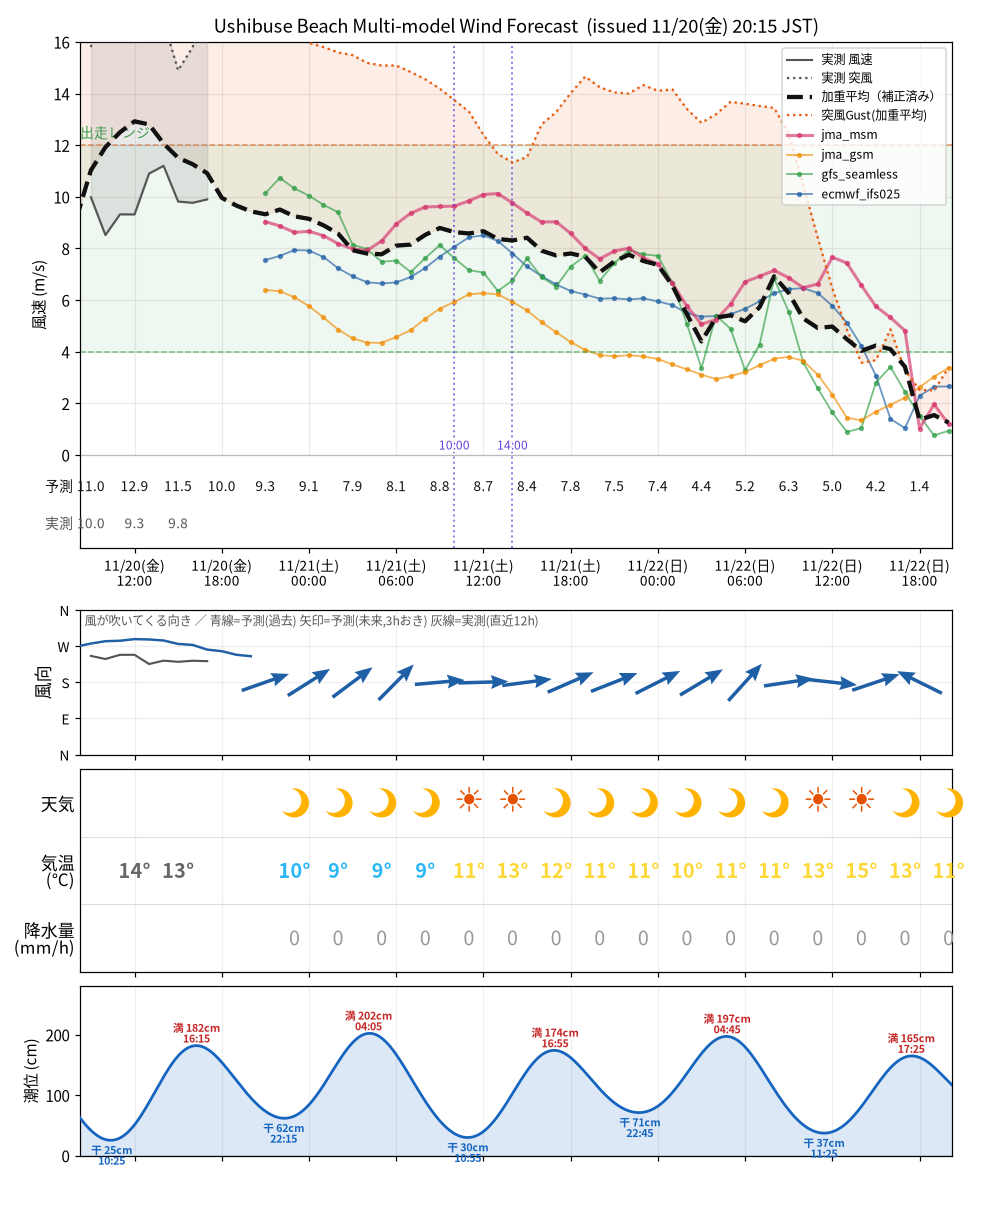 Ushibuse Beach Multi-model Wind Forecast (issued 11/20(金) 20:15 JST)
風速 (m/s)
16
14
12
10
8
6
4
2
0
出走レンジ
実測 風速
実測 突風
加重平均（補正済み）
突風Gust(加重平均)
jma_msm
jma_gsm
gfs_seamless
ecmwf_ifs025
10:00 14:00
予測 11.0 12.9 11.5 10.0 9.3 9.1 7.9 8.1 8.8 8.7 8.4 7.8 7.5 7.4 4.4 5.2 6.3 5.0 4.2 1.4
実測 10.0 9.3 9.8
11/20(金) 11/20(金) 11/21(土) 11/21(土) 11/21(土) 11/21(土) 11/22(日) 11/22(日) 11/22(日) 11/22(日)
12:00 18:00 00:00 06:00 12:00 18:00 00:00 06:00 12:00 18:00
風向
N
W
S
E
N
風が吹いてくる向き ／ 青線=予測(過去) 矢印=予測(未来,3hおき) 灰線=実測(直近12h)
天気
気温
(°C)
14° 13° 10° 9° 9° 9° 11° 13° 12° 11° 11° 10° 11° 11° 13° 15° 13° 11°
降水量
(mm/h)
0 0 0 0 0 0 0 0 0 0 0 0 0 0 0 0
潮位 (cm)
200
100
0
満 182cm
16:15
満 202cm
04:05
満 174cm
16:55
満 197cm
04:45
満 165cm
17:25
干 25cm
10:25
干 62cm
22:15
干 30cm
10:55
干 71cm
22:45
干 37cm
11:25